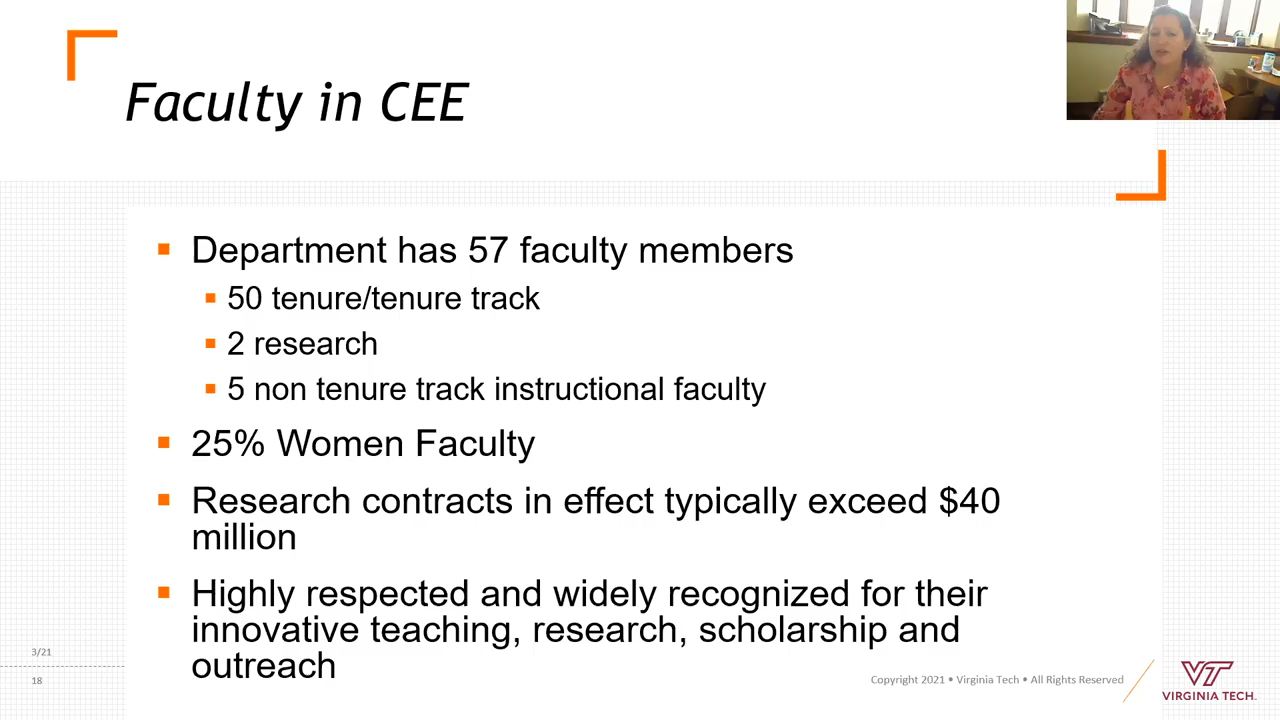 Faculty in CEE
Department has 57 faculty members
50 tenure/tenure track
2 research
5 non tenure track instructional faculty
25% Women Faculty
Research contracts in effect typically exceed $40
million
Highly respected and widely recognized for their
innovative teaching, research, scholarship and
outreach
3/21
18
Copyright 2021 • Virginia Tech • All Rights Reserved
VT
VIRGINIA TECH.